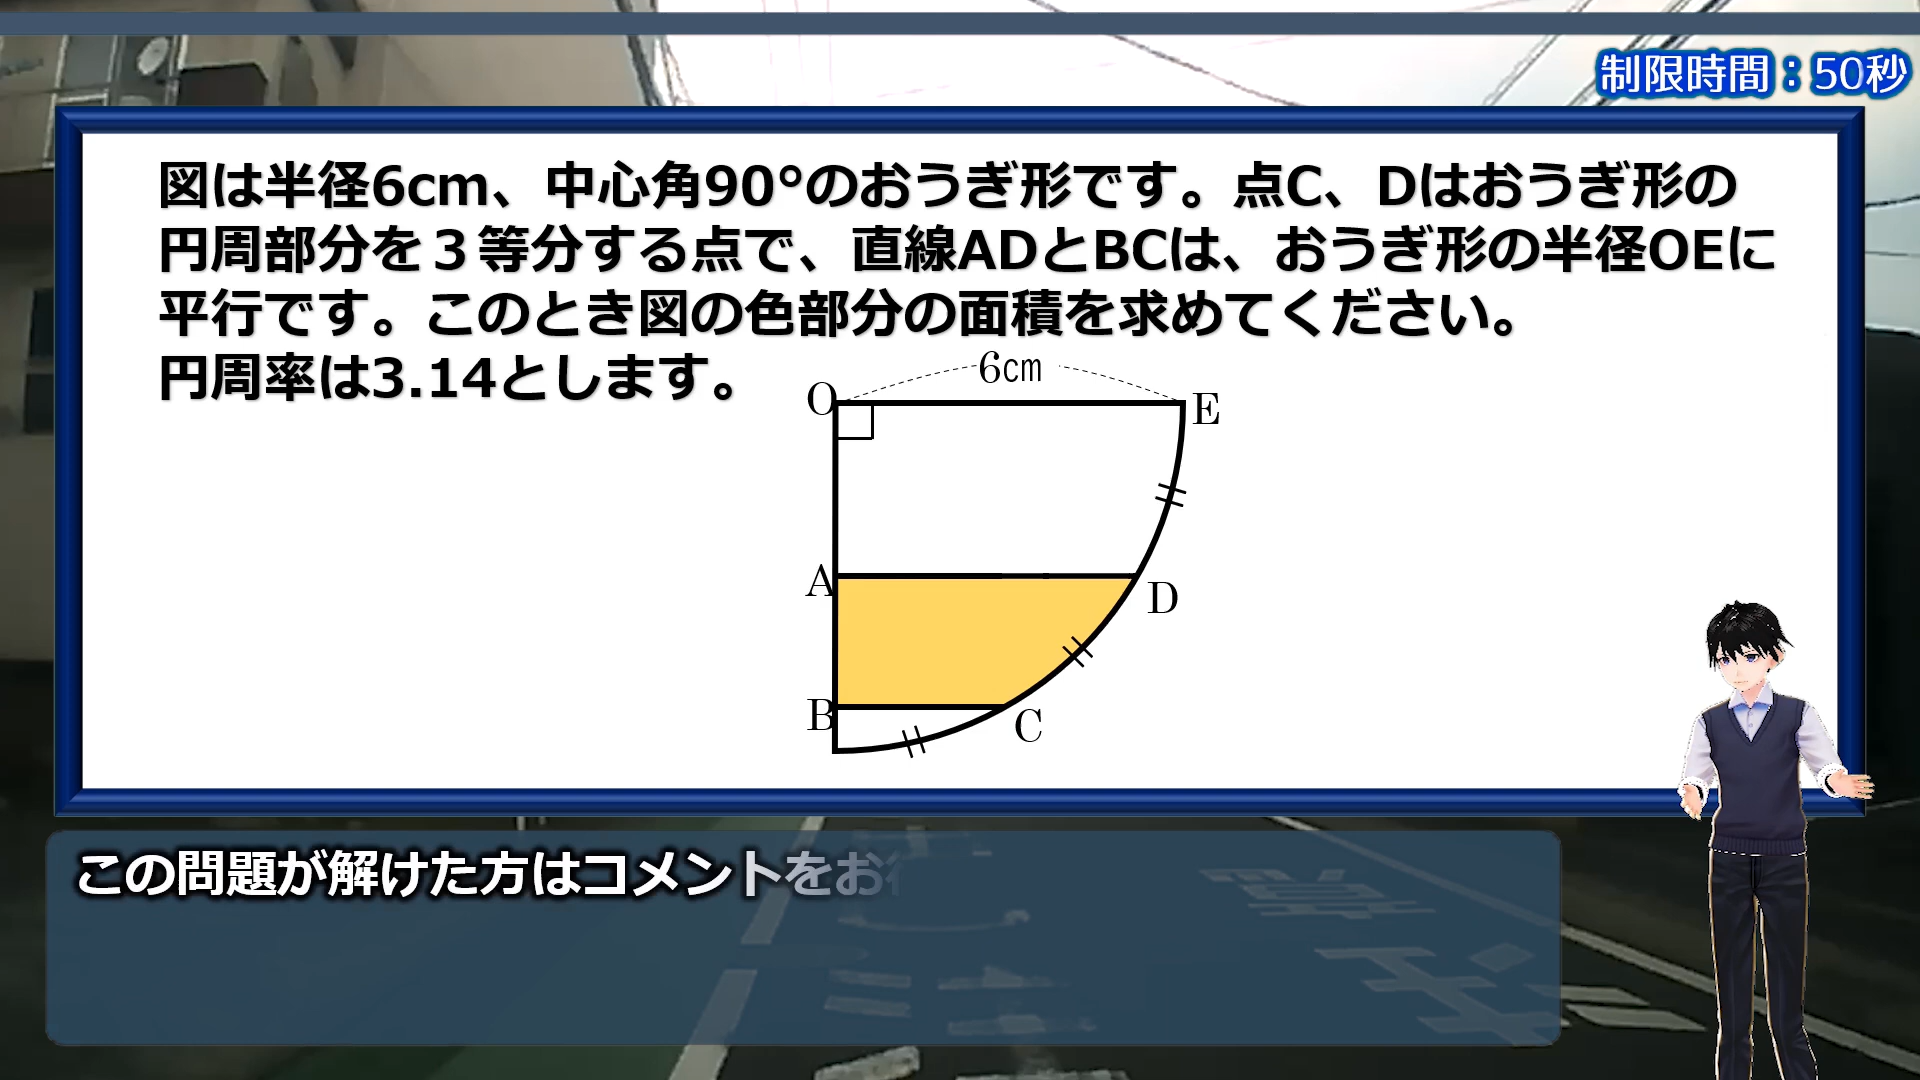 制限時間：50秒
図は半径6cm、中心角90°のおうぎ形です。点C、Dはおうぎ形の
円周部分を３等分する点で、直線ADとBCは、おうぎ形の半径OEに
平行です。このとき図の色部分の面積を求めてください。
円周率は3.14とします。
6㎝
O
E
A
D
B
C
この問題が解けた方はコメントをお